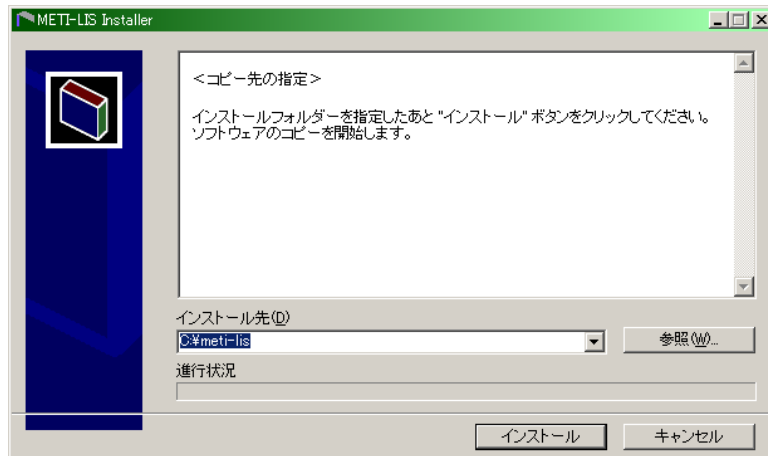 METI-LIS Installer
<コピー先の指定>
インストールフォルダーを指定したあと"インストール"ボタンをクリックしてください。
ソフトウェアのコピーを開始します。
インストール先(D)
C:¥meti-lis
参照(W)...
進行状況
インストール
キャンセル